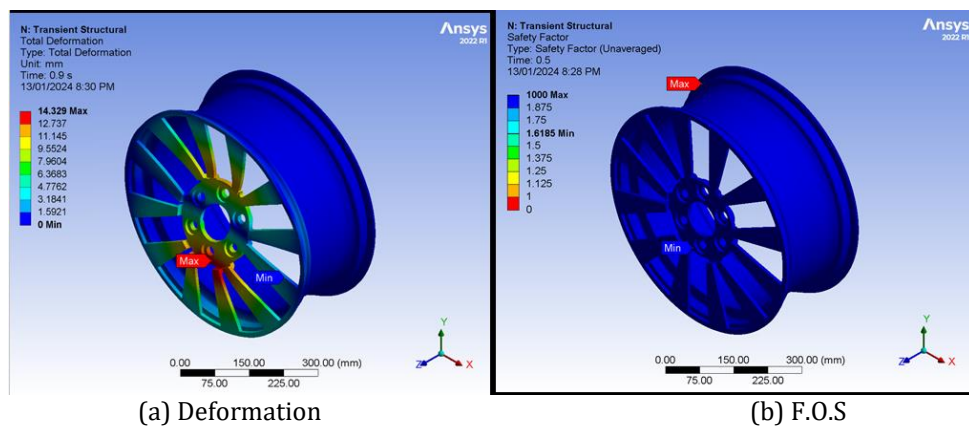 N: Transient Structural
Total Deformation
Type: Total Deformation
Unit: mm
Time: 0.9 s
13/01/2024 8:30 PM
14.329 Max
12.737
11.145
9.5524
7.9604
6.3683
4.7762
3.1841
1.5921
0 Min
Ansys
2022 R1
Max
Min
0.00 150.00 300.00 (mm)
75.00 225.00
Y
Z X
N: Transient Structural
Safety Factor
Type: Safety Factor (Unaveraged)
Time: 0.5
13/01/2024 8:28 PM
1000 Max
1.875
1.75
1.6185 Min
1.5
1.375
1.25
1.125
1
0
Ansys
2022 R1
Max
Min
0.00 150.00 300.00 (mm)
75.00 225.00
Y
Z X
(a) Deformation
(b) F.O.S